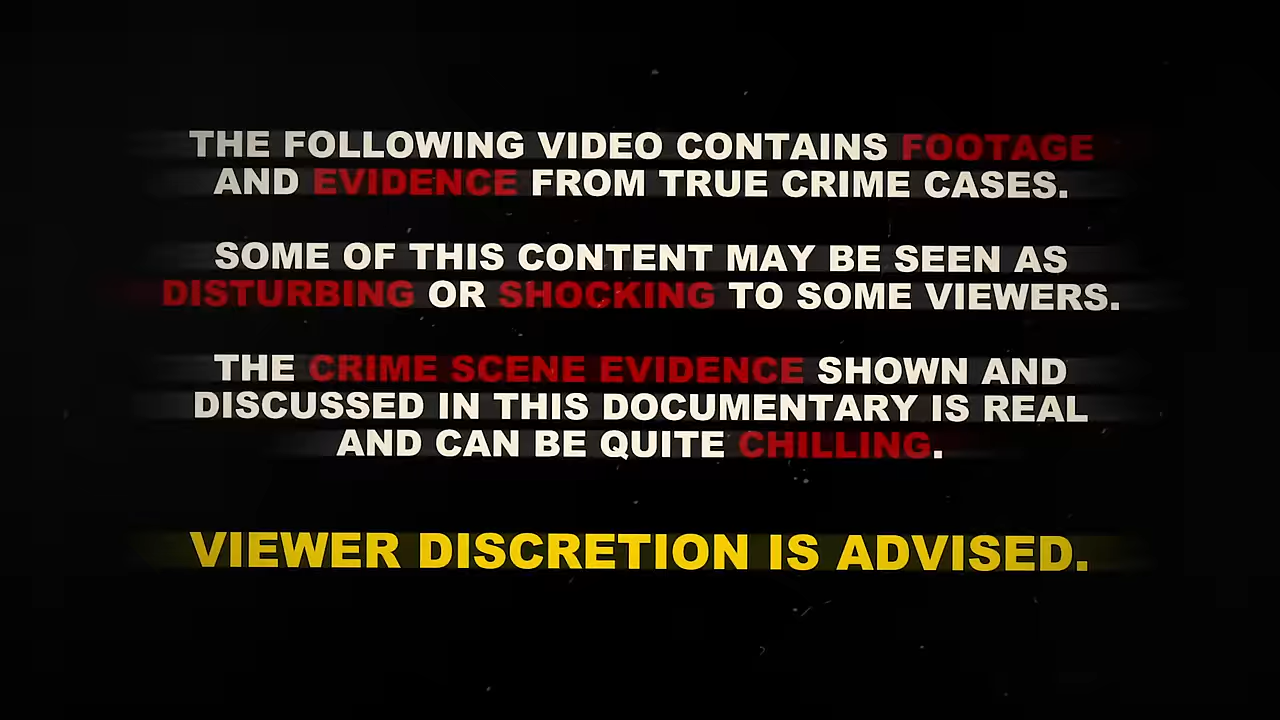 THE FOLLOWING VIDEO CONTAINS FOOTAGE
AND EVIDENCE FROM TRUE CRIME CASES.
SOME OF THIS CONTENT MAY BE SEEN AS
DISTURBING OR SHOCKING TO SOME VIEWERS.
THE CRIME SCENE EVIDENCE SHOWN AND
DISCUSSED IN THIS DOCUMENTARY IS REAL
AND CAN BE QUITE CHILLING.
VIEWER DISCRETION IS ADVISED.